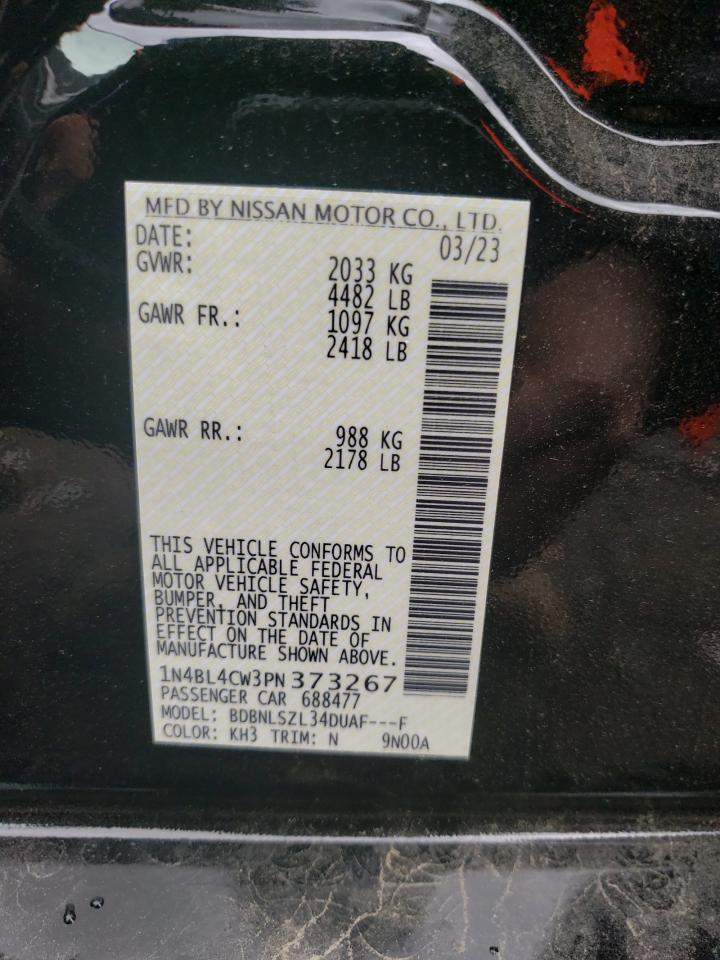 MFD BY NISSAN MOTOR CO., LTD.
DATE: 03/23
GVWR: 2033 KG
4482 LB
GAWR FR.: 1097 KG
2418 LB
GAWR RR.: 988 KG
2178 LB
THIS VEHICLE CONFORMS TO
ALL APPLICABLE FEDERAL
MOTOR VEHICLE SAFETY,
BUMPER, AND THEFT
PREVENTION STANDARDS IN
EFFECT ON THE DATE OF
MANUFACTURE SHOWN ABOVE.
1N4BL4CW3PN373267
PASSENGER CAR 688477
MODEL: BDBNLSZL34DUAF---F
COLOR: KH3 TRIM: N 9N00A